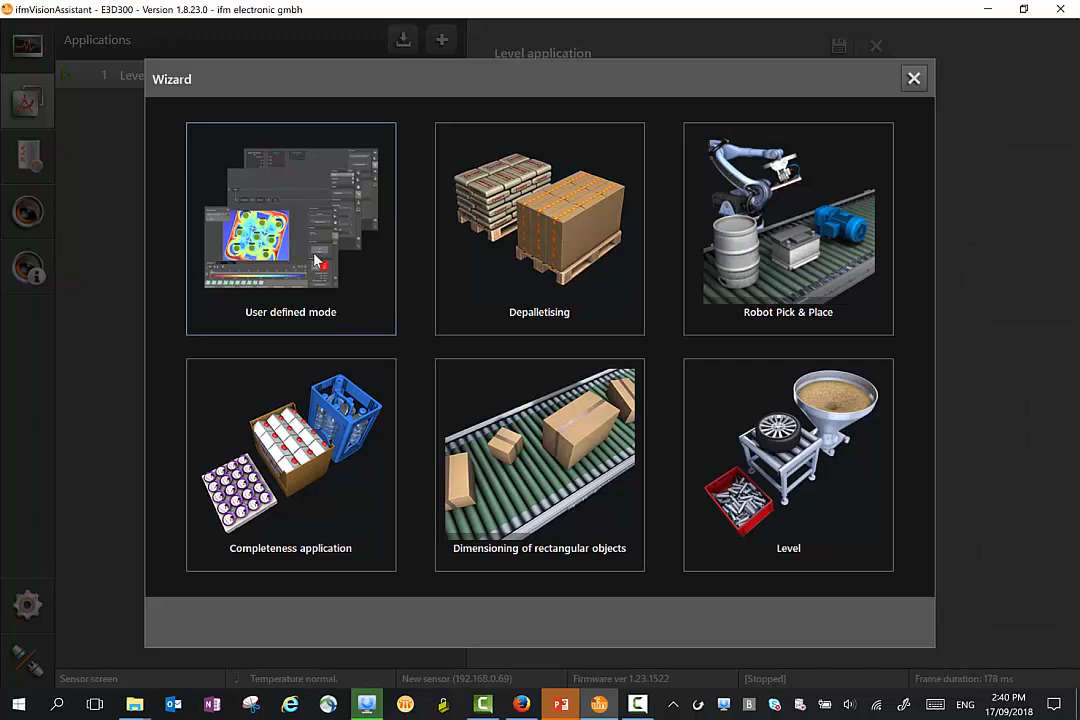 ifmVisionAssistant - E3D300 - Version 1.8.23.0 - ifm electronic gmbh
Applications
Level application
1 Leve
Wizard
User defined mode
Depalletising
Robot Pick & Place
Completeness application
Dimensioning of rectangular objects
Level
Sensor screen
Temperature normal.
New sensor (192.168.0.69)
Firmware ver 1.23.1522
[Stopped]
Frame duration: 178 ms
ENG
2:40 PM
17/09/2018